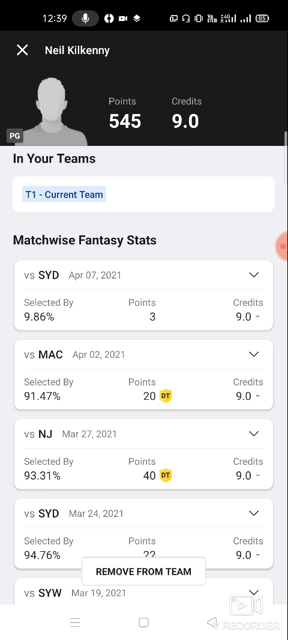 12:39
85
Neil Kilkenny
Points Credits
545 9.0
PG
In Your Teams
T1 - Current Team
Matchwise Fantasy Stats
vs SYD Apr 07, 2021
Selected By Points Credits
9.86% 3 9.0 -
vs MAC Apr 02, 2021
Selected By Points Credits
91.47% 20 DT 9.0 -
vs NJ Mar 27, 2021
Selected By Points Credits
93.31% 40 DT 9.0 -
vs SYD Mar 24, 2021
Selected By Points Credits
94.76% 22 9.0 -
REMOVE FROM TEAM
vs SYW Mar 19, 2021
RECORDER